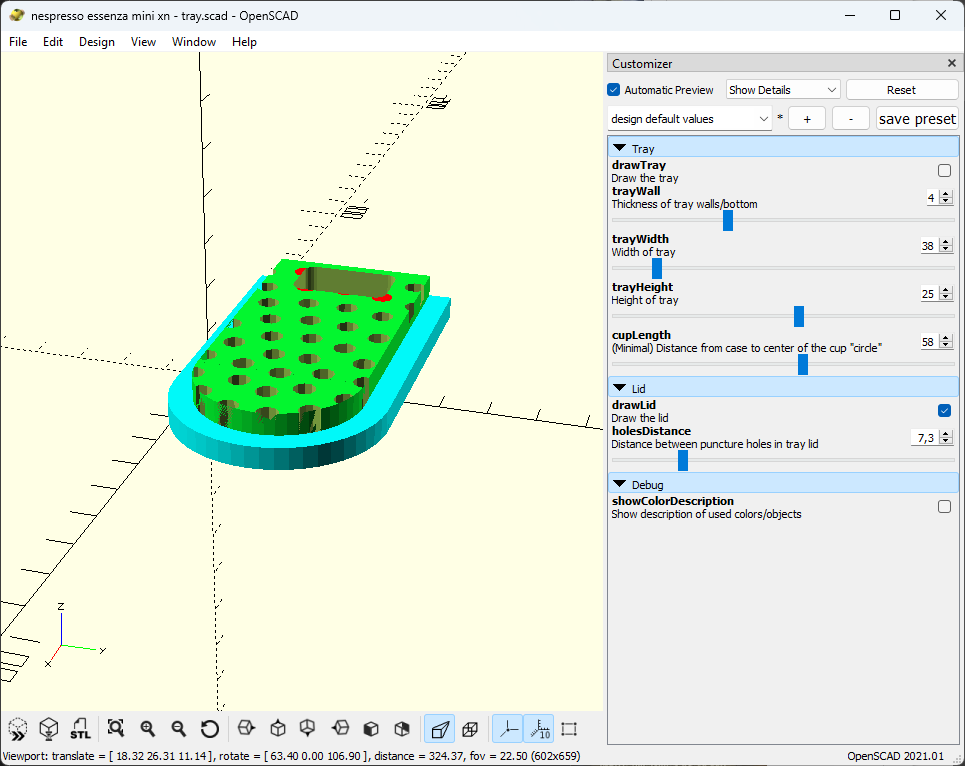 nespresso essenza mini xn - tray.scad - OpenSCAD
File Edit Design View Window Help
Customizer
Automatic Preview Show Details Reset
design default values * + - save preset
Tray
drawTray
Draw the tray
trayWall
Thickness of tray walls/bottom 4
trayWidth
Width of tray 38
trayHeight
Height of tray 25
cupLength
(Minimal) Distance from case to center of the cup "circle" 58
Lid
drawLid
Draw the lid
holesDistance
Distance between puncture holes in tray lid 7,3
Debug
showColorDescription
Show description of used colors/objects
Z
Y
X
STL 10
Viewport: translate = [ 18.32 26.31 11.14 ], rotate = [ 63.40 0.00 106.90 ], distance = 324.37, fov = 22.50 (602x659) OpenSCAD 2021.01